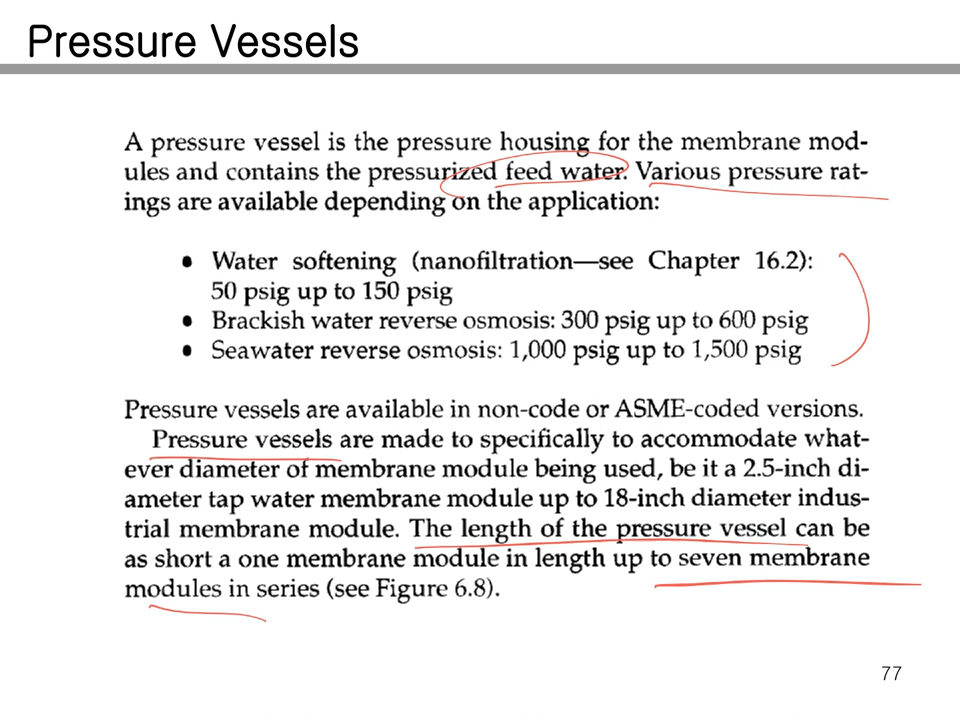 Pressure Vessels
A pressure vessel is the pressure housing for the membrane mod-
ules and contains the pressurized feed water. Various pressure rat-
ings are available depending on the application:
• Water softening (nanofiltration—see Chapter 16.2):
50 psig up to 150 psig
• Brackish water reverse osmosis: 300 psig up to 600 psig
• Seawater reverse osmosis: 1,000 psig up to 1,500 psig
Pressure vessels are available in non-code or ASME-coded versions.
Pressure vessels are made to specifically to accommodate what-
ever diameter of membrane module being used, be it a 2.5-inch di-
ameter tap water membrane module up to 18-inch diameter indus-
trial membrane module. The length of the pressure vessel can be
as short a one membrane module in length up to seven membrane
modules in series (see Figure 6.8).
77